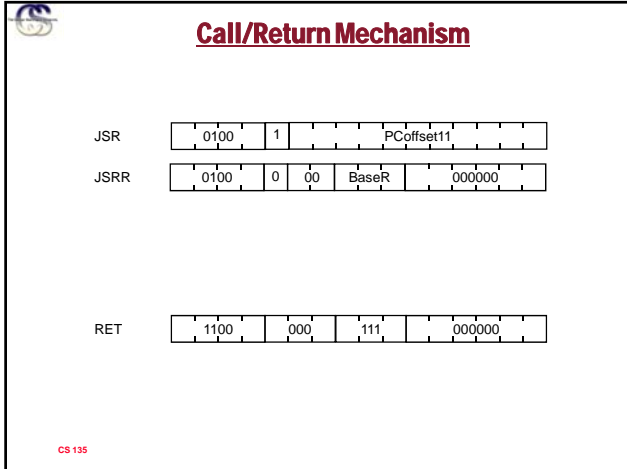 Call/Return Mechanism
JSR 0100 1 PCoffset11
JSRR 0100 0 00 BaseR 000000
RET 1100 000 111 000000
CS 135